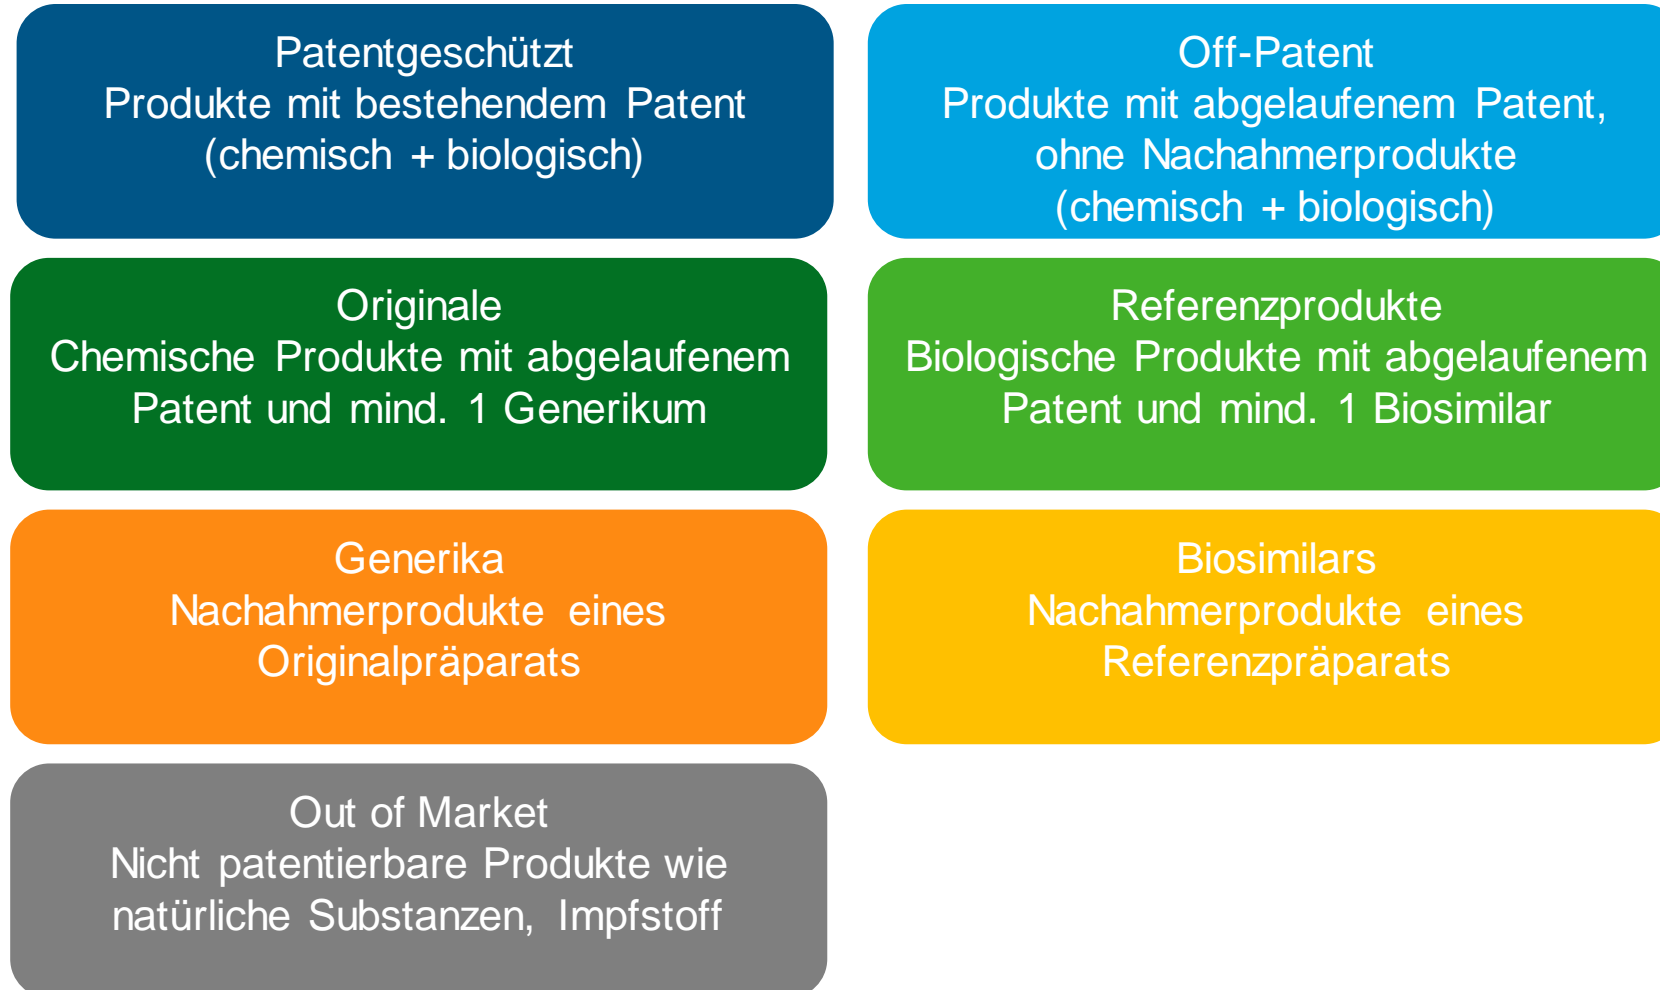 Patentgeschützt
Produkte mit bestehendem Patent
(chemisch + biologisch)
Off-Patent
Produkte mit abgelaufenem Patent,
ohne Nachahmerprodukte
(chemisch + biologisch)
Originale
Chemische Produkte mit abgelaufenem
Patent und mind. 1 Generikum
Referenzprodukte
Biologische Produkte mit abgelaufenem
Patent und mind. 1 Biosimilar
Generika
Nachahmerprodukte eines
Originalpräparats
Biosimilars
Nachahmerprodukte eines
Referenzpräparats
Out of Market
Nicht patentierbare Produkte wie
natürliche Substanzen, Impfstoff